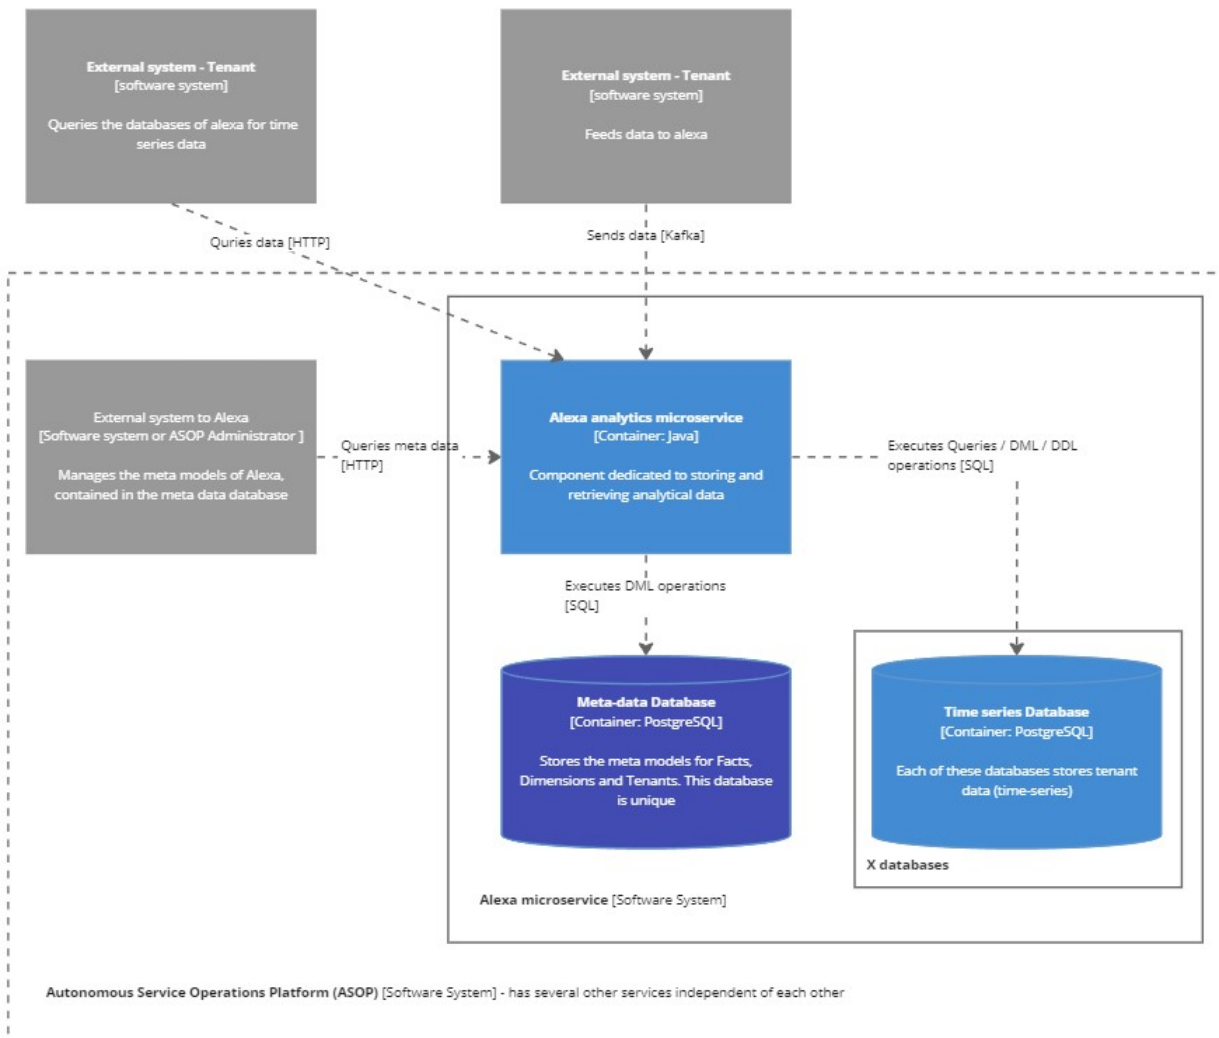 External system - Tenant
[software system]
Queries the databases of alexa for time
series data
External system - Tenant
[software system]
Feeds data to alexa
Quries data [HTTP]
Sends data [Kafka]
External system to Alexa
[Software system or ASOP Administrator ]
Manages the meta models of Alexa,
contained in the meta data database
Queries meta data
[HTTP]
Alexa analytics microservice
[Container: Java]
Component dedicated to storing and
retrieving analytical data
Executes Queries / DML / DDL
operations [SQL]
Executes DML operations
[SQL]
Meta-data Database
[Container: PostgreSQL]
Stores the meta models for Facts,
Dimensions and Tenants. This database
is unique
Time series Database
[Container: PostgreSQL]
Each of these databases stores tenant
data (time-series)
X databases
Alexa microservice [Software System]
Autonomous Service Operations Platform (ASOP) [Software System] - has several other services independent of each other